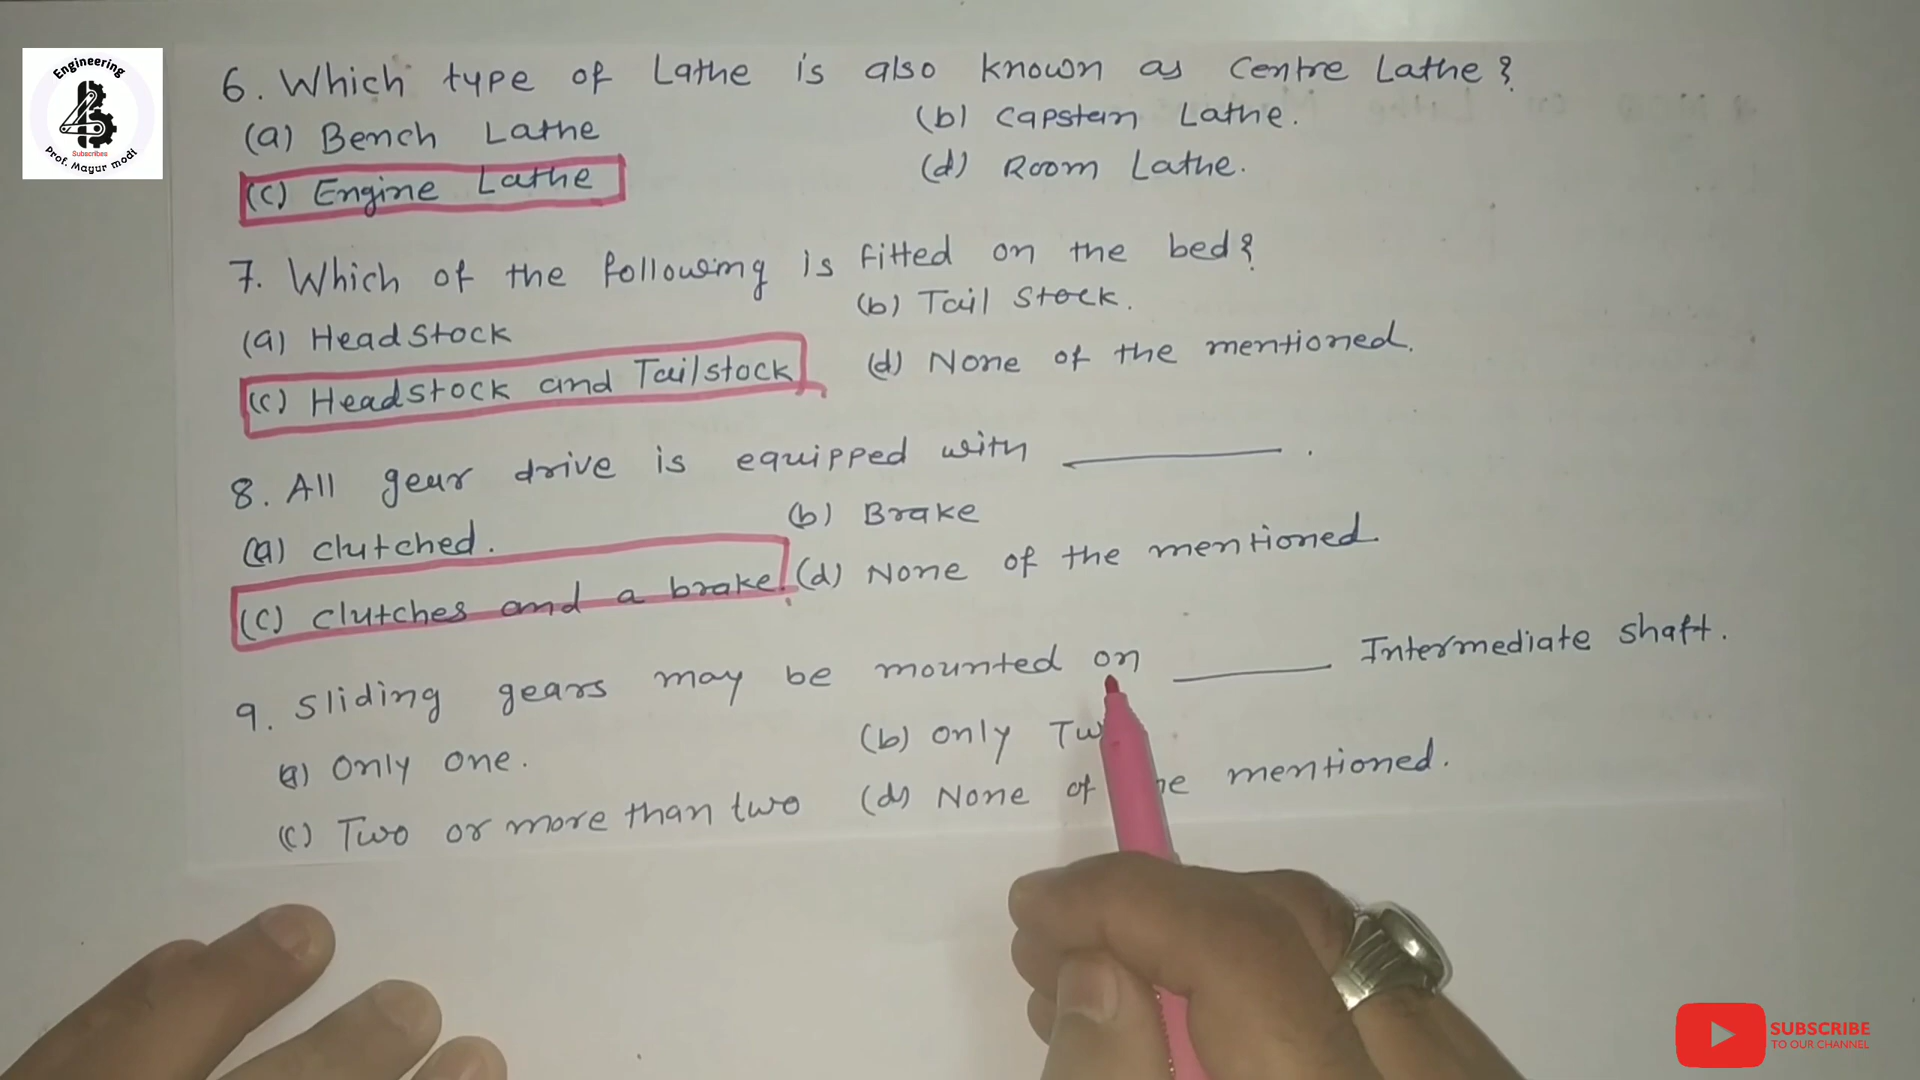 Engineering
Subscribes
Prof. Mayur modi
6. Which type of Lathe is also known as Centre Lathe?
(a) Bench Lathe
(b) Capstan Lathe.
(c) Engine Lathe
(d) Room Lathe.
7. Which of the following is fitted on the bed?
(a) HeadStock
(b) Tail Stock.
(c) Headstock and Tailstock
(d) None of the mentioned.
8. All gear drive is equipped with ______.
(a) clutched.
(b) Brake
(c) clutches and a brake.
(d) None of the mentioned.
9. Sliding gears may be mounted on ______ Intermediate shaft.
(a) Only one.
(b) Only
(c) Two or more than two
(d) None of mentioned.
SUBSCRIBE
TO OUR CHANNEL